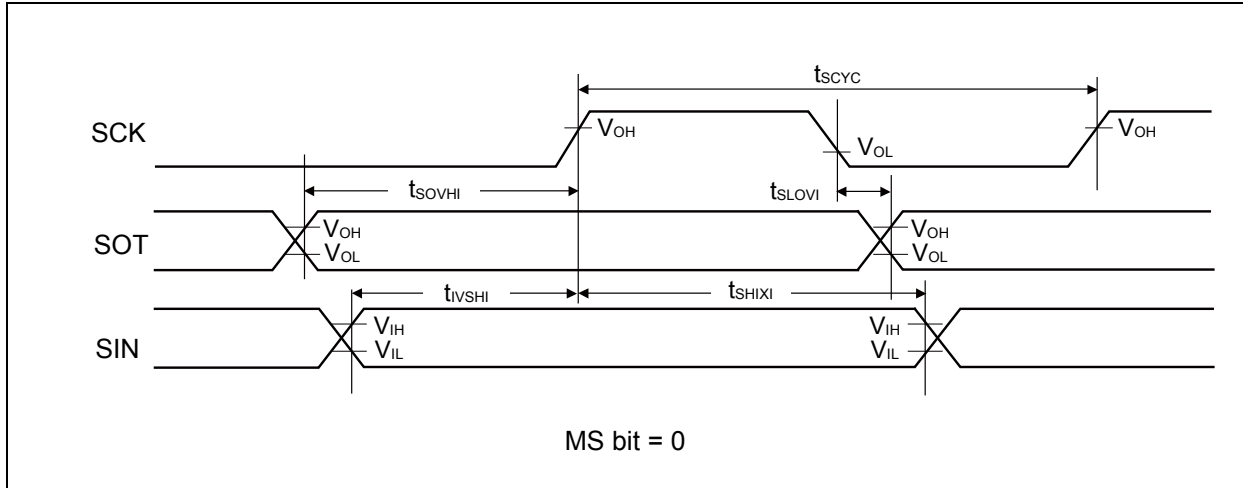 tSCYC
SCK
VOH
VOL
VOH
tSOVHI
tSLOVI
SOT
VOH
VOL
VOH
VOL
tIVSHI
tSHIXI
SIN
VIH
VIL
VIH
VIL
MS bit = 0